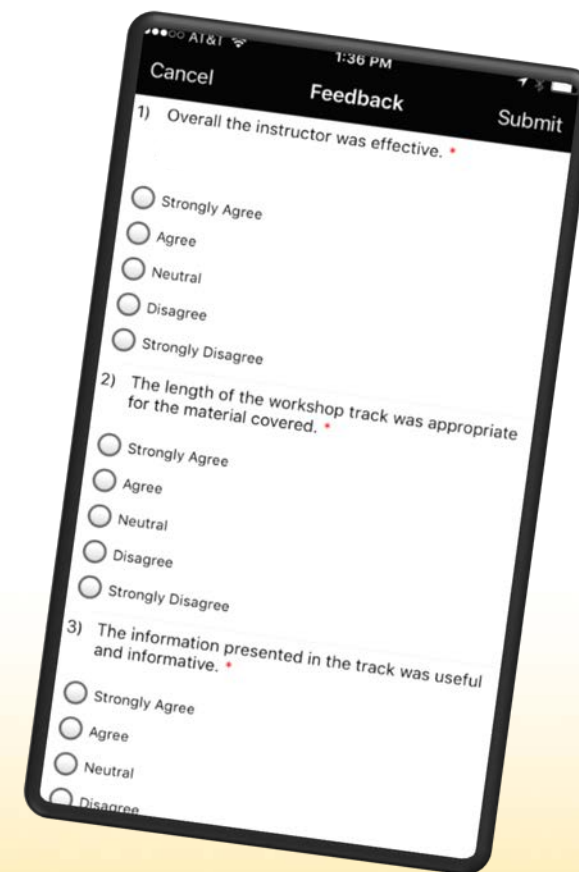 AT&T
1:36 PM
Cancel
Feedback
Submit
1) Overall the instructor was effective. *
Strongly Agree
Agree
Neutral
Disagree
Strongly Disagree
2) The length of the workshop track was appropriate
for the material covered. *
Strongly Agree
Agree
Neutral
Disagree
Strongly Disagree
3) The information presented in the track was useful
and informative. *
Strongly Agree
Agree
Neutral
Disagree